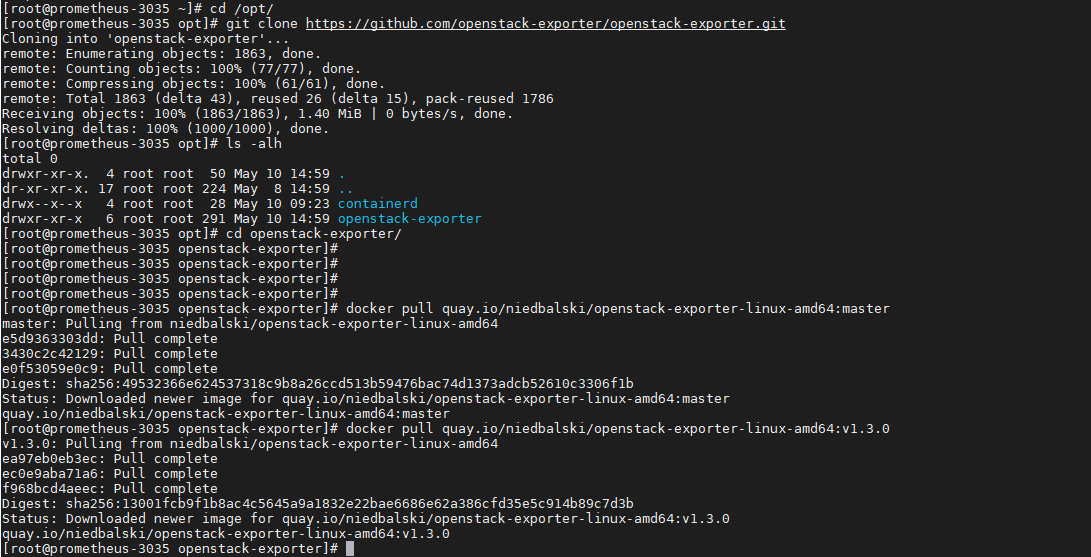 [root@prometheus-3035 ~]# cd /opt/
[root@prometheus-3035 opt]# git clone https://github.com/openstack-exporter/openstack-exporter.git
Cloning into 'openstack-exporter'...
remote: Enumerating objects: 1863, done.
remote: Counting objects: 100% (77/77), done.
remote: Compressing objects: 100% (61/61), done.
remote: Total 1863 (delta 43), reused 26 (delta 15), pack-reused 1786
Receiving objects: 100% (1863/1863), 1.40 MiB | 0 bytes/s, done.
Resolving deltas: 100% (1000/1000), done.
[root@prometheus-3035 opt]# ls -alh
total 0
drwxr-xr-x.  4 root root  50 May 10 14:59 .
dr-xr-xr-x. 17 root root 224 May  8 14:59 ..
drwx--x--x   4 root root  28 May 10 09:23 containerd
drwxr-xr-x   6 root root 291 May 10 14:59 openstack-exporter
[root@prometheus-3035 opt]# cd openstack-exporter/
[root@prometheus-3035 openstack-exporter]#
[root@prometheus-3035 openstack-exporter]#
[root@prometheus-3035 openstack-exporter]#
[root@prometheus-3035 openstack-exporter]#
[root@prometheus-3035 openstack-exporter]# docker pull quay.io/niedbalski/openstack-exporter-linux-amd64:master
master: Pulling from niedbalski/openstack-exporter-linux-amd64
e5d9363303dd: Pull complete
3430c2c42129: Pull complete
e0f53059e0c9: Pull complete
Digest: sha256:49532366e624537318c9b8a26ccd513b59476bac74d1373adcb52610c3306f1b
Status: Downloaded newer image for quay.io/niedbalski/openstack-exporter-linux-amd64:master
quay.io/niedbalski/openstack-exporter-linux-amd64:master
[root@prometheus-3035 openstack-exporter]# docker pull quay.io/niedbalski/openstack-exporter-linux-amd64:v1.3.0
v1.3.0: Pulling from niedbalski/openstack-exporter-linux-amd64
ea97eb0eb3ec: Pull complete
ec0e9aba71a6: Pull complete
f968bcd4aeec: Pull complete
Digest: sha256:13001fcb9f1b8ac4c5645a9a1832e22bae6686e62a386cfd35e5c914b89c7d3b
Status: Downloaded newer image for quay.io/niedbalski/openstack-exporter-linux-amd64:v1.3.0
quay.io/niedbalski/openstack-exporter-linux-amd64:v1.3.0
[root@prometheus-3035 openstack-exporter]#